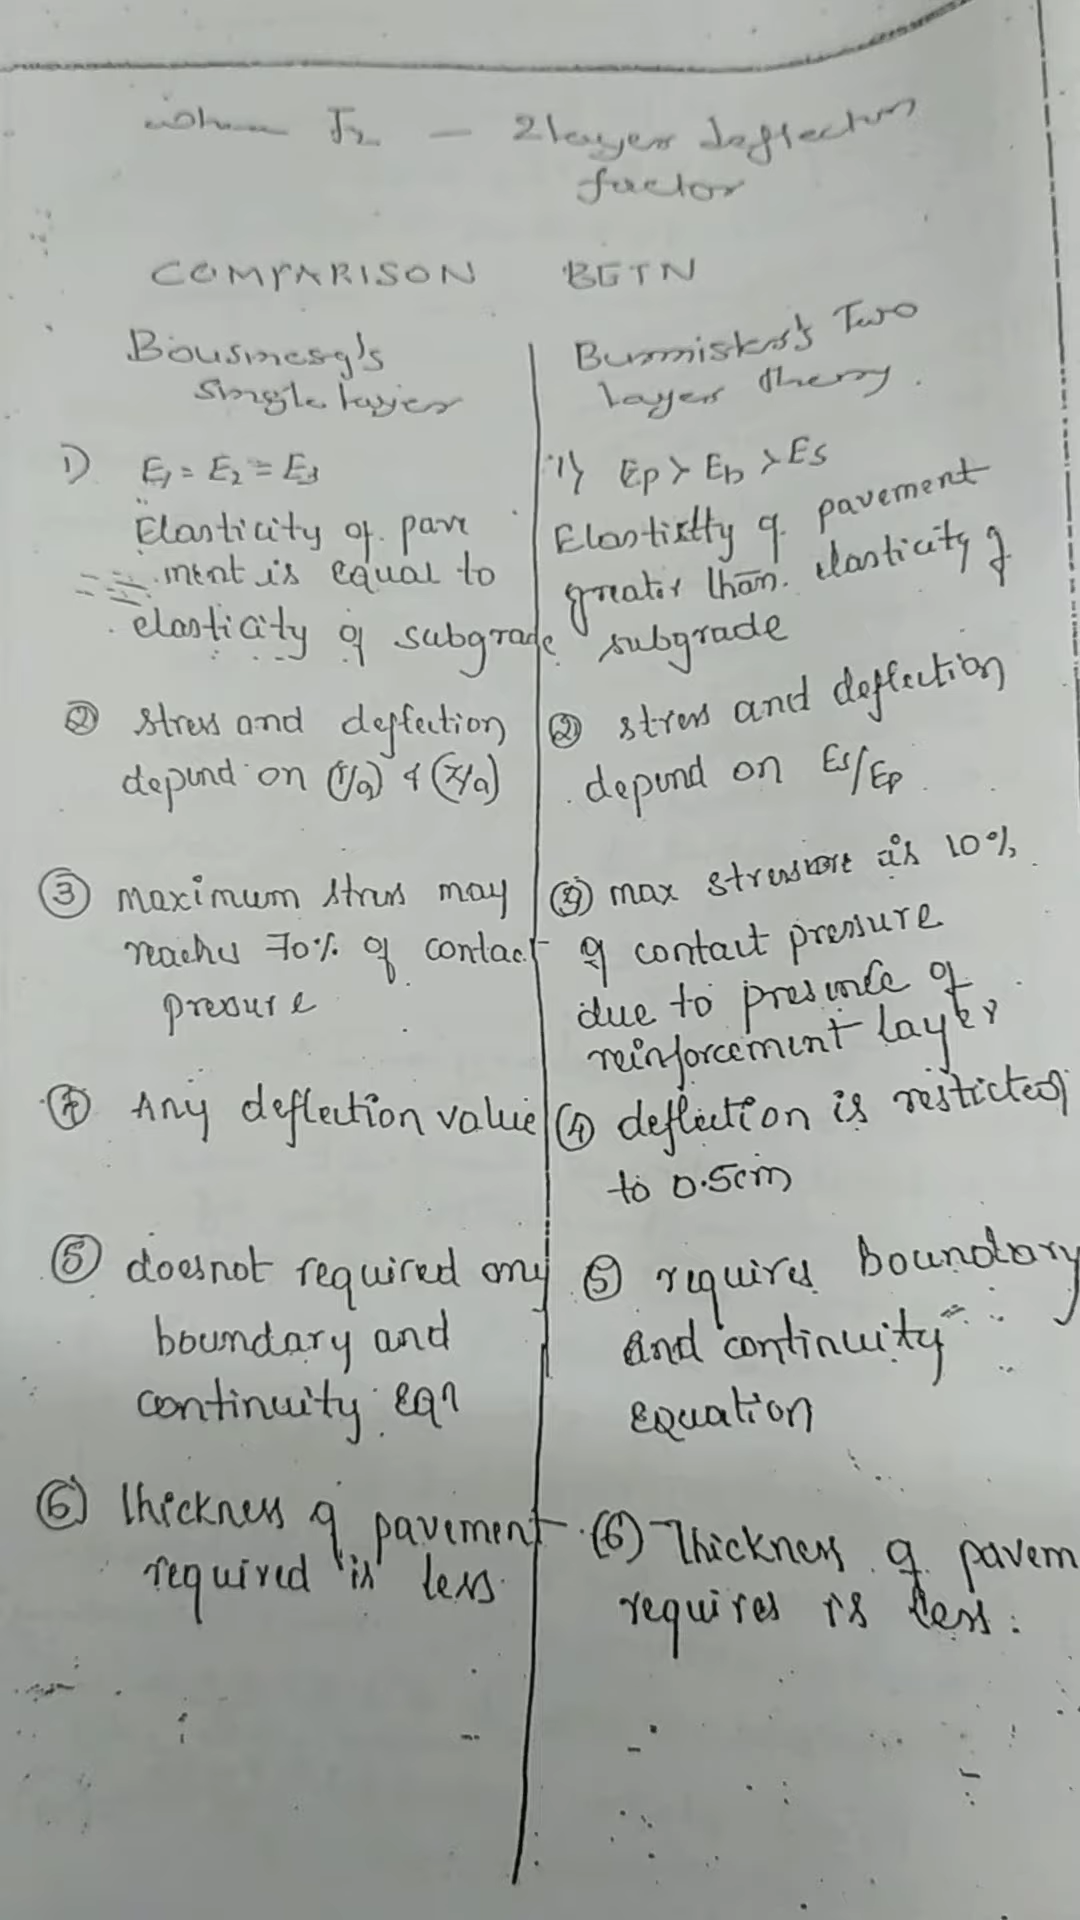 when F2 - 2 layer deflection
factor
COMPARISON BETN
Bousinesq's
Single layer
1) E1 = E2 = E3
Elasticity of pave
ment is equal to
elasticity of subgrade
② stress and deflection
depend on (r/a) & (z/a)
③ maximum stress may
reaches 70% of contact
presure
④ Any deflection value
⑤ doesnot required any
boundary and
continuity Eqn
⑥ thickness of pavement
required is less.
Burmister's Two
layer theory.
1) Ep > Eb > Es
Elastisity of pavement
greater than. elasticity of
subgrade
② stress and deflection
depend on Es/Ep
③ max stress is 10%
of contact pressure
due to presence of
reinforcement layer
④ deflection is restricted
to 0.5cm
⑤ requires boundary
and continuity
Equation
(6) Thickness of pavem
requires is less.